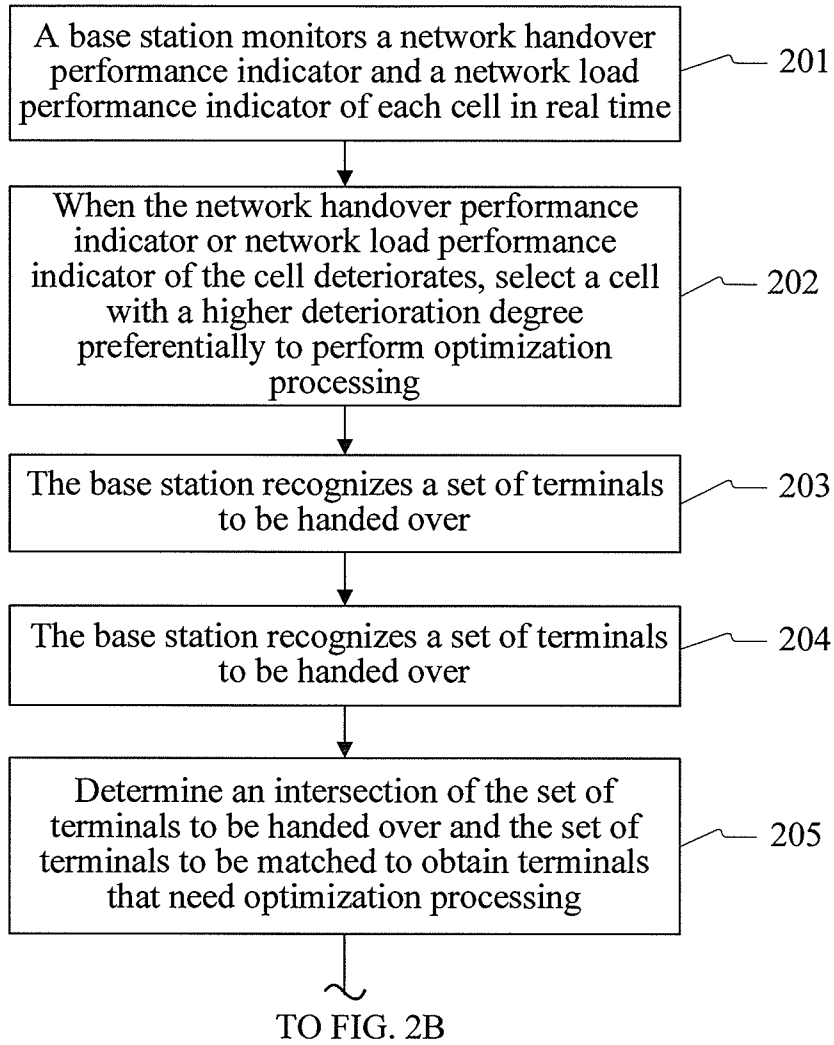 A base station monitors a network handover
performance indicator and a network load
performance indicator of each cell in real time
201
When the network handover performance
indicator or network load performance
indicator of the cell deteriorates, select a cell
with a higher deterioration degree
preferentially to perform optimization
processing
202
The base station recognizes a set of terminals
to be handed over
203
The base station recognizes a set of terminals
to be handed over
204
Determine an intersection of the set of
terminals to be handed over and the set of
terminals to be matched to obtain terminals
that need optimization processing
205
TO FIG. 2B